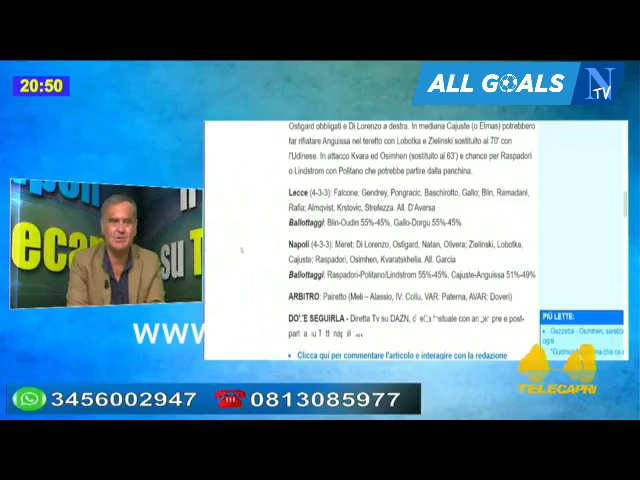 20:50
ALL GOALS
N TV
Ostigard obbligati e Di Lorenzo a destra. In mediana Cajuste (o Elmas) potrebbero
far rifiatare Anguissa nel teretto con Lobotka e Zielinski sostituito al 70' con
l'Udinese. In attacco Kvara ed Osimhen (sostituito al 63') e chance per Raspadori
o Lindstrom con Politano che potrebbe partire dalla panchina.
Lecce (4-3-3): Falcone; Gendrey, Pongracic, Baschirotto, Gallo; Blin, Ramadani,
Rafia; Almqvist, Krstovic, Strefezza. All. D'Aversa
Ballottaggi: Blin-Oudin 55%-45%, Gallo-Dorgu 55%-45%
Napoli (4-3-3): Meret; Di Lorenzo, Ostigard, Natan, Olivera; Zielinski, Lobotka,
Cajuste; Raspadori, Osimhen, Kvaratskhelia. All. Garcia
Ballottaggi: Raspadori-Politano/Lindstrom 55%-45%, Cajuste-Anguissa 51%-49%
ARBITRO: Pairetto (Meli – Alassio, IV: Collu, VAR: Paterna, AVAR: Doveri)
SEGUIRLA - Diretta Tv su DAZN, e post-
• Clicca qui per commentare l'articolo e interagire con la redazione
PIÙ LETTE:
• Gazzetta - Osimhen,
ogni
su
www.
TELECAPRI
3456002947 0813085977